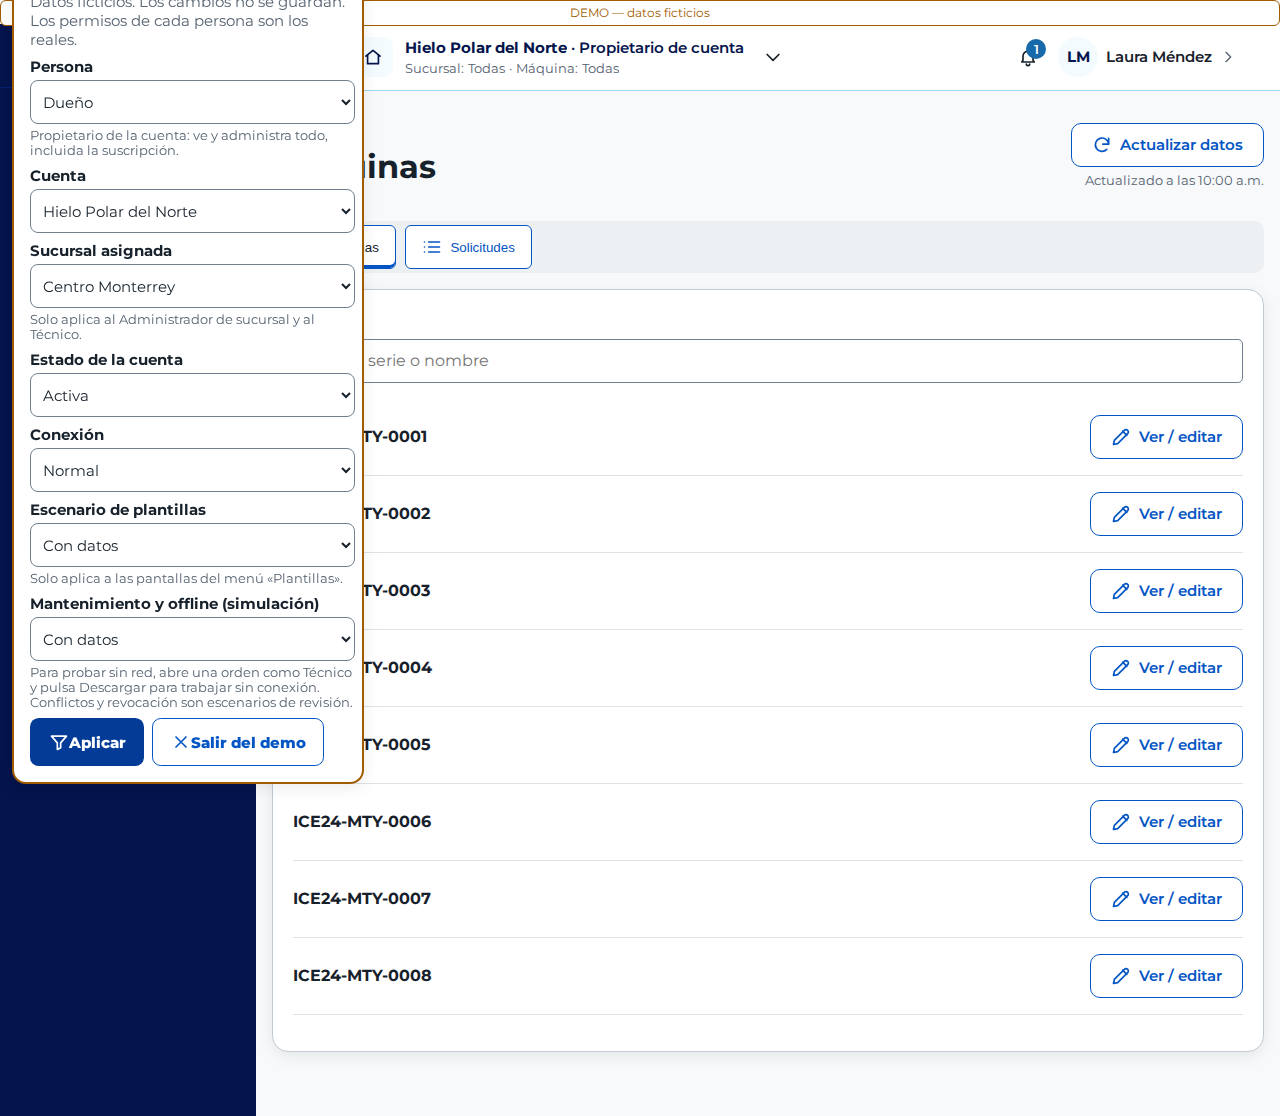 DEMO — datos ficticios
Datos ficticios. Los cambios no se guardan.
Los permisos de cada persona son los
reales.
Persona
Dueño
Propietario de la cuenta: ve y administra todo,
incluida la suscripción.
Cuenta
Hielo Polar del Norte
Sucursal asignada
Centro Monterrey
Solo aplica al Administrador de sucursal y al
Técnico.
Estado de la cuenta
Activa
Conexión
Normal
Escenario de plantillas
Con datos
Solo aplica a las pantallas del menú «Plantillas».
Mantenimiento y offline (simulación)
Con datos
Para probar sin red, abre una orden como Técnico
y pulsa Descargar para trabajar sin conexión.
Conflictos y revocación son escenarios de revisión.
Aplicar
Salir del demo
Hielo Polar del Norte · Propietario de cuenta
Sucursal: Todas · Máquina: Todas
1
LM
Laura Méndez
inas
Actualizar datos
Actualizado a las 10:00 a.m.
as
Solicitudes
serie o nombre
TY-0001
Ver / editar
TY-0002
Ver / editar
TY-0003
Ver / editar
TY-0004
Ver / editar
TY-0005
Ver / editar
ICE24-MTY-0006
Ver / editar
ICE24-MTY-0007
Ver / editar
ICE24-MTY-0008
Ver / editar